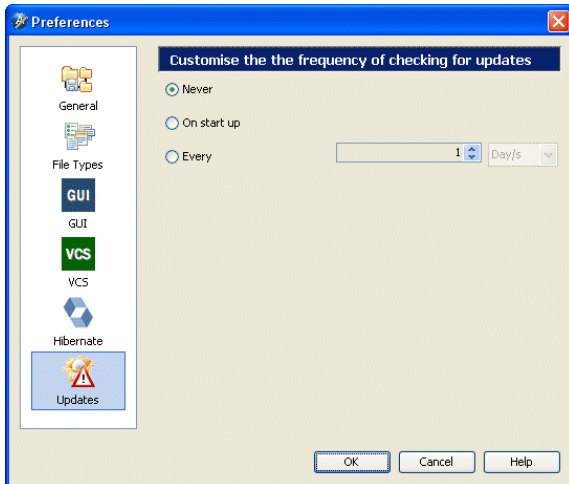 Preferences
Customise the the frequency of checking for updates
General
File Types
GUI
GUI
VCS
VCS
Hibernate
Updates
Never
On start up
Every
1
Day/s
OK
Cancel
Help